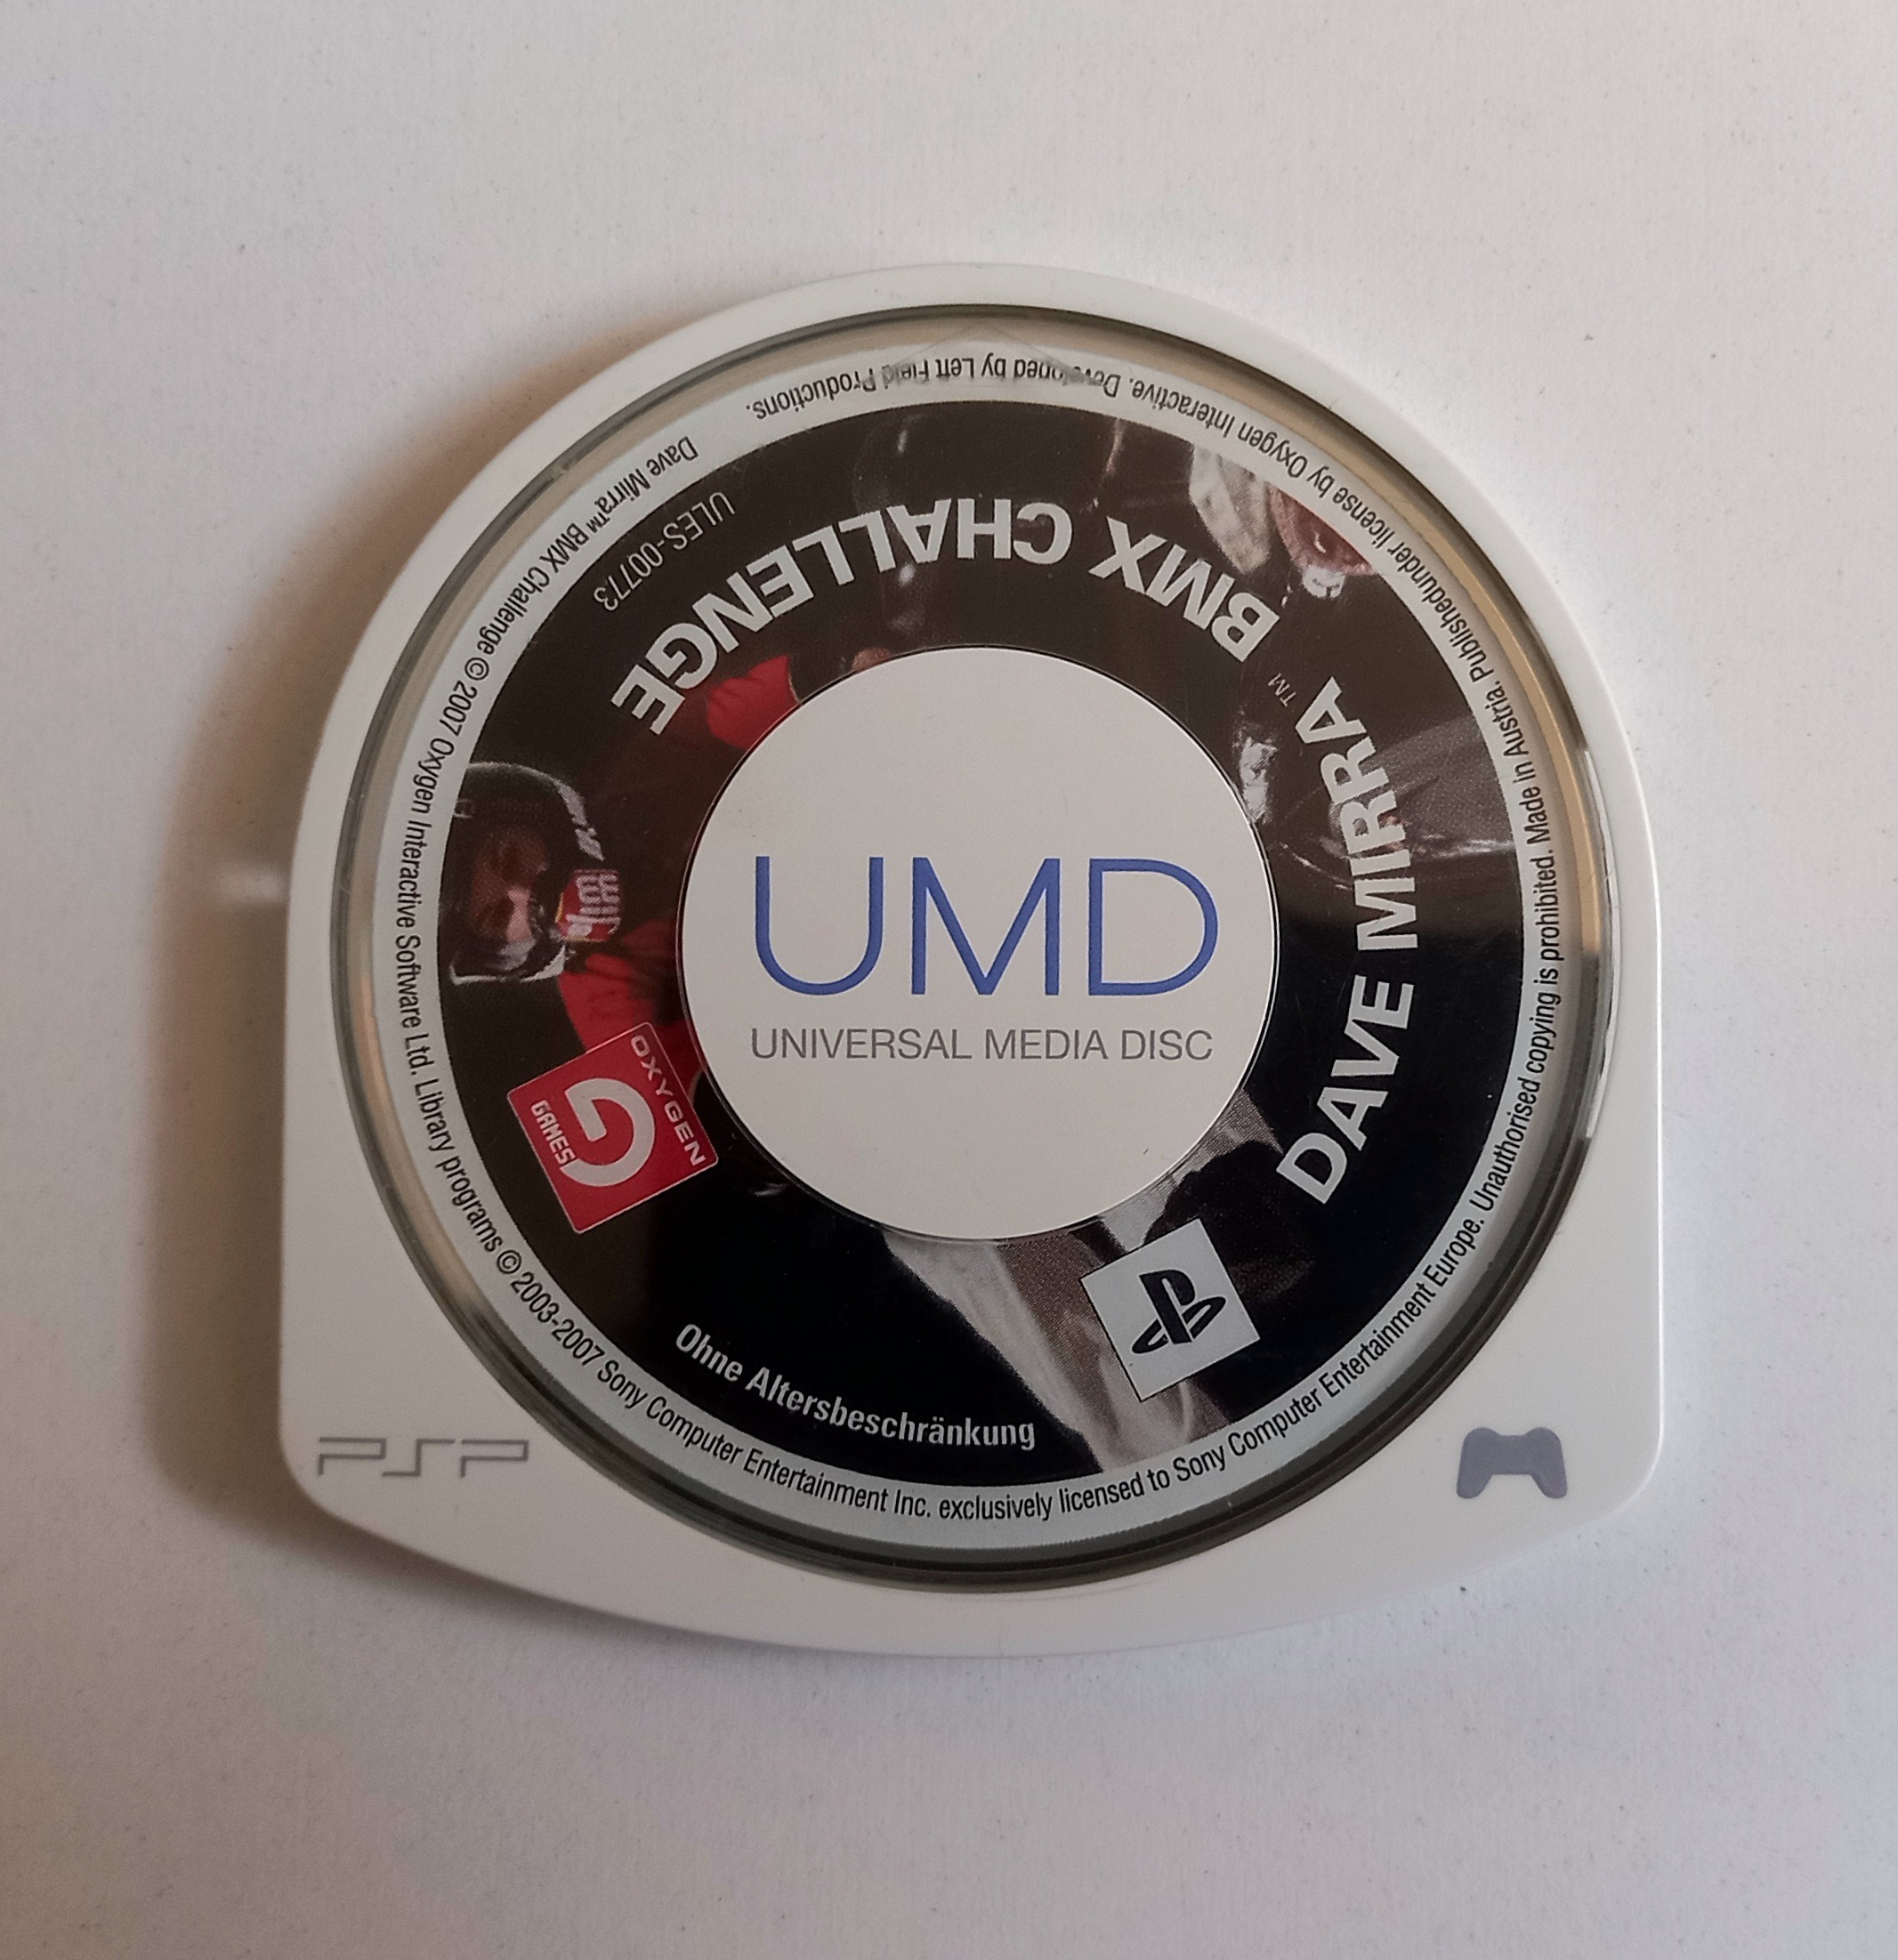 DAVE MIRRA™ BMX CHALLENGE
ULES-00773
UMD
UNIVERSAL MEDIA DISC
OXYGEN
GAMES
Ohne Altersbeschränkung
Dave Mirra™ BMX Challenge © 2007 Oxygen Interactive Software Ltd. Library programs © 2003-2007 Sony Computer Entertainment Inc. exclusively licensed to Sony Computer Entertainment Europe. Unauthorised copying is prohibited. Made in Austria. Published under license by Oxygen Interactive. Developed by Left Field Productions.
PSP